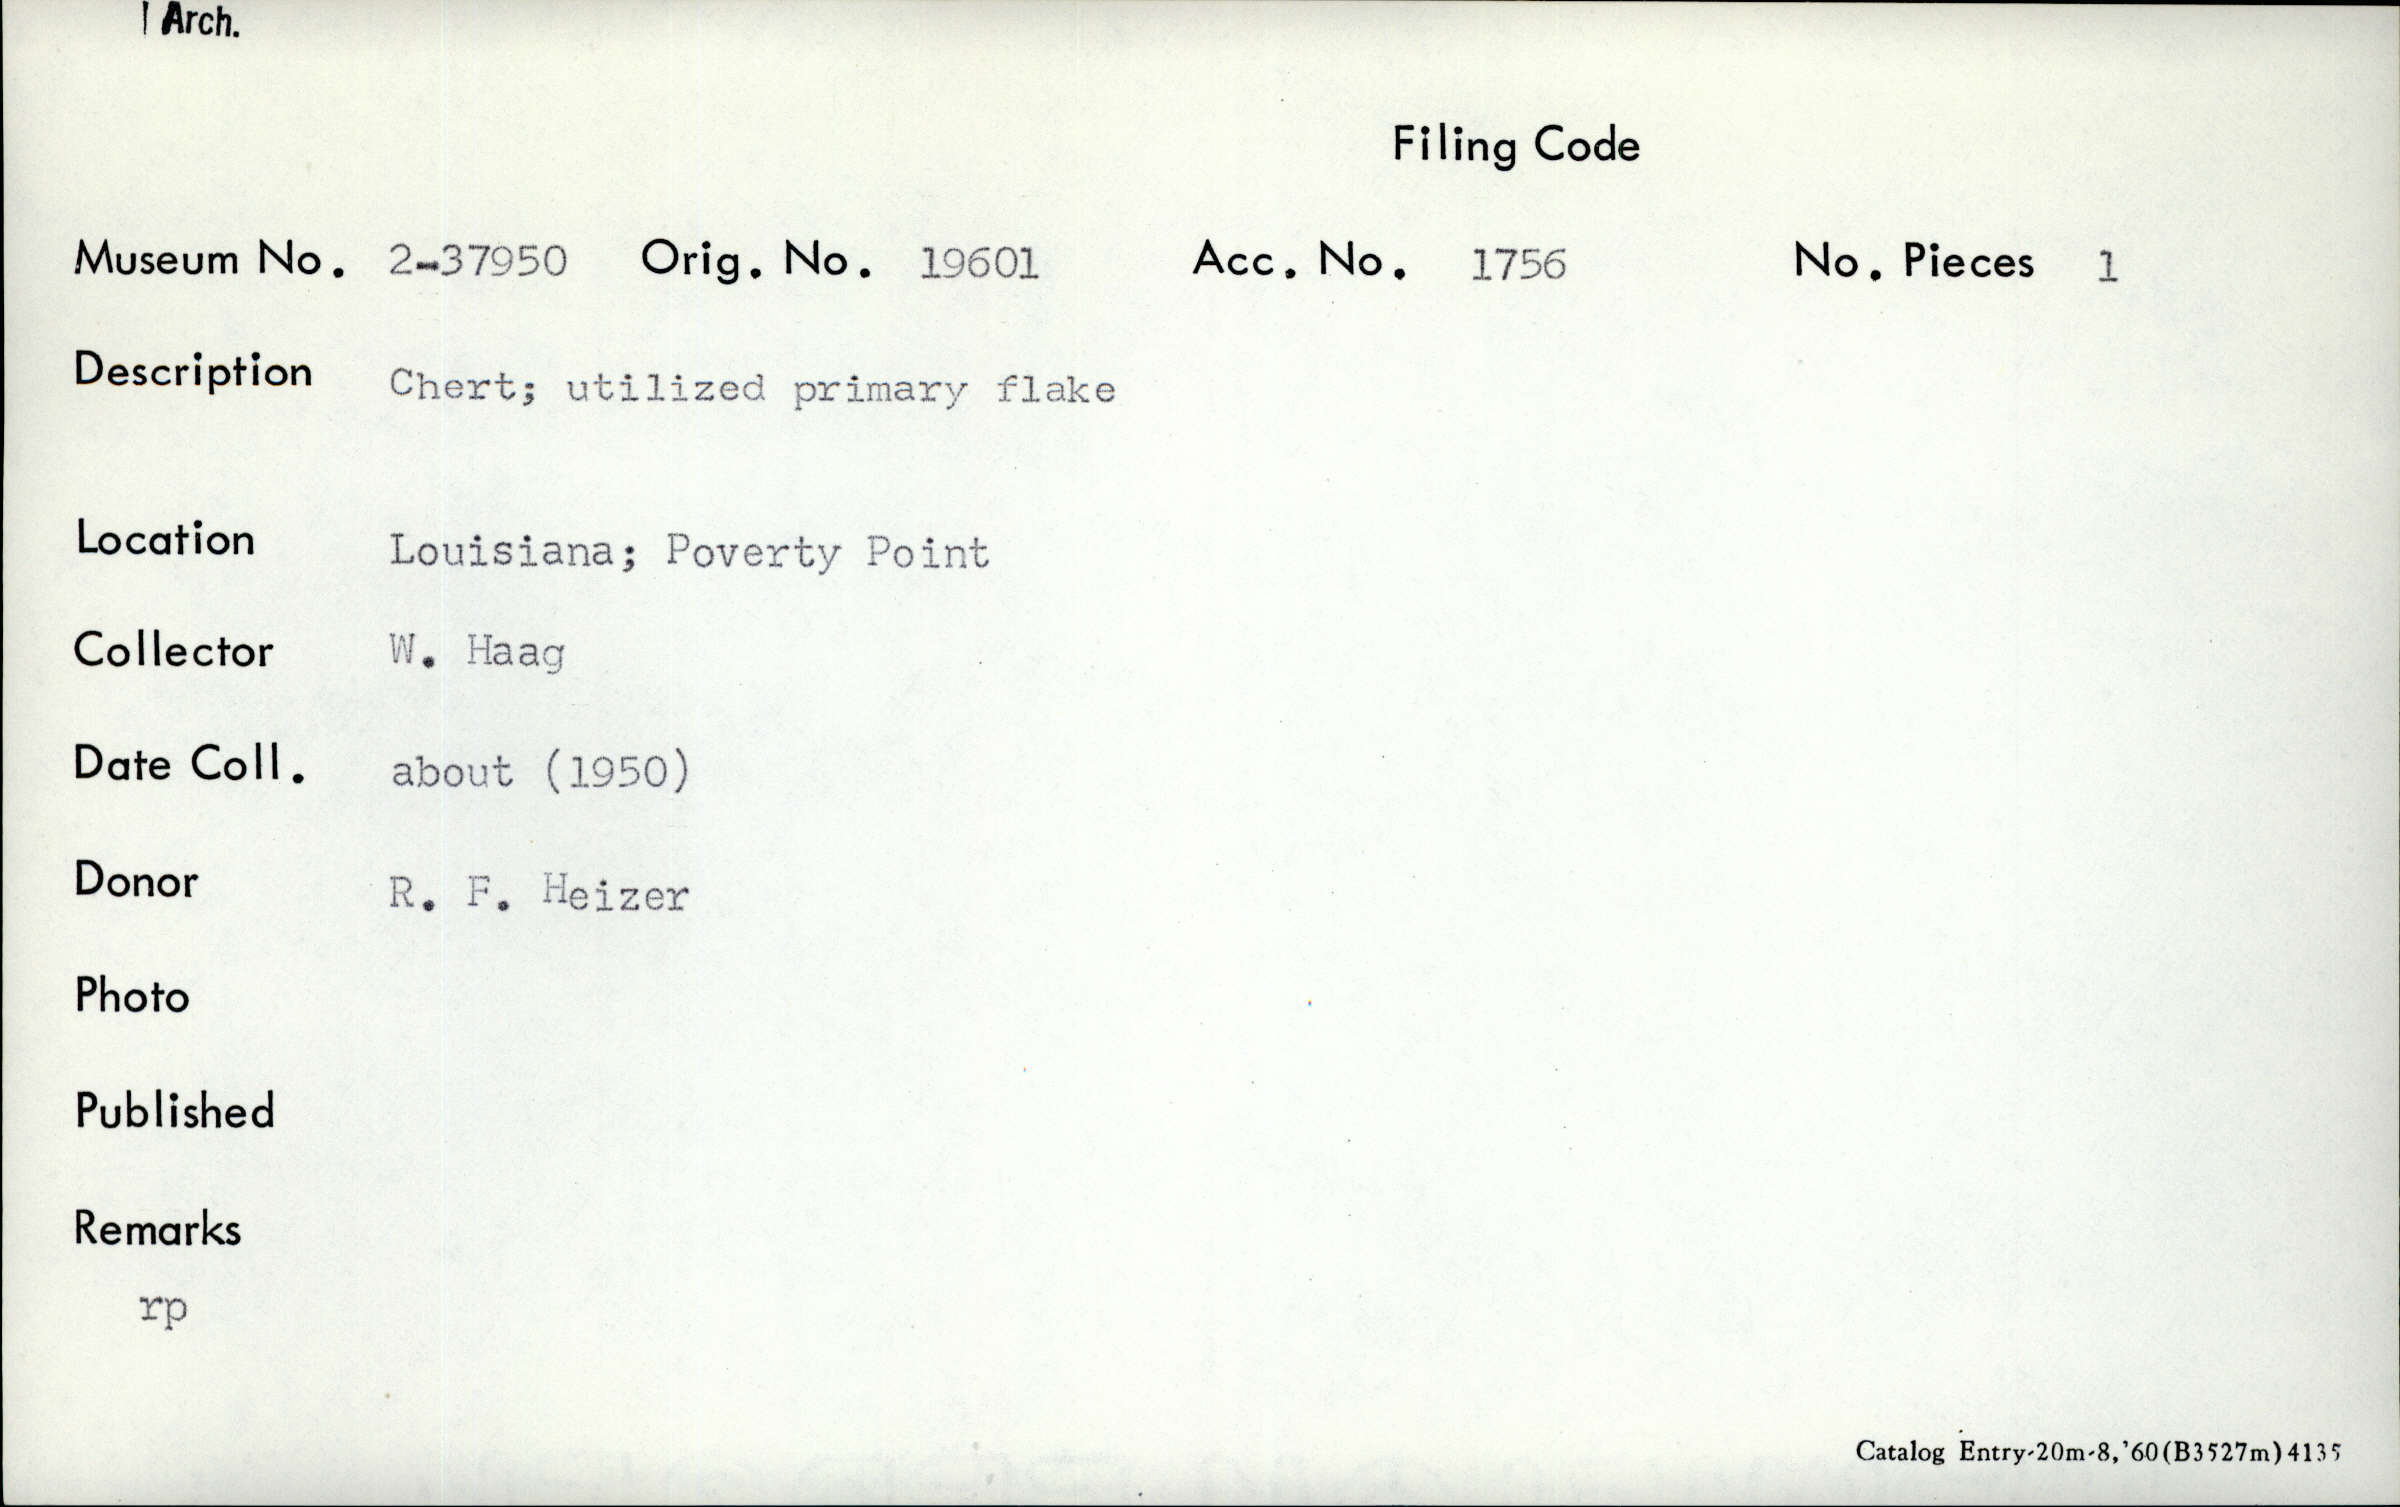 Arch.
Filing Code
Museum No. 2-37950 Orig. No. 19601 Acc. No. 1756 No. Pieces 1
Description Chert; utilized primary flake
Location Louisiana; Poverty Point
Collector W. Haag
Date Coll. about (1950)
Donor R. F. Heizer
Photo
Published
Remarks
rp
Catalog Entry-20m-8,'60(B3527m)4135